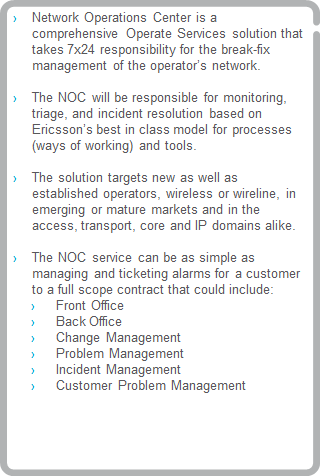 › Network Operations Center is a
comprehensive Operate Services solution that
takes 7x24 responsibility for the break-fix
management of the operator's network.
› The NOC will be responsible for monitoring,
triage, and incident resolution based on
Ericsson's best in class model for processes
(ways of working) and tools.
› The solution targets new as well as
established operators, wireless or wireline, in
emerging or mature markets and in the
access, transport, core and IP domains alike.
› The NOC service can be as simple as
managing and ticketing alarms for a customer
to a full scope contract that could include:
› Front Office
› Back Office
› Change Management
› Problem Management
› Incident Management
› Customer Problem Management